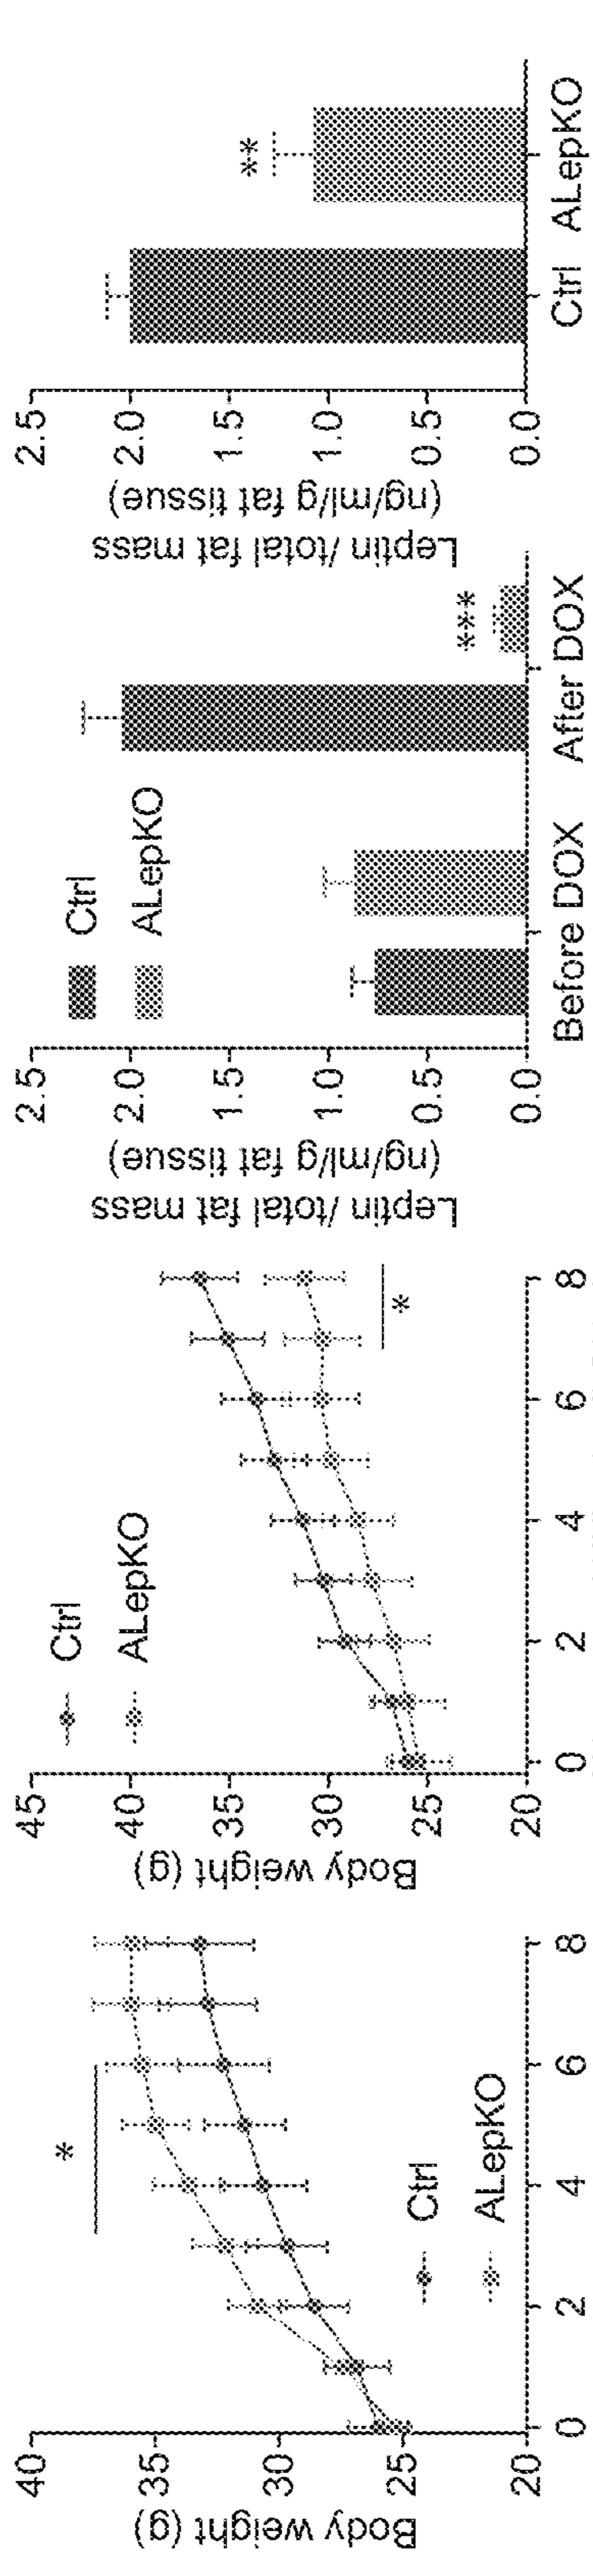 Body weight (g)
40
35
30
25
20
*
Ctrl
ALepKO
0 2 4 6 8
Body weight (g)
45
40
35
30
25
20
Ctrl
ALepKO
*
0 2 4 6 8
Leptin /total fat mass
(ng/ml/g fat tissue)
2.5
2.0
1.5
1.0
0.5
0.0
Ctrl
ALepKO
***
Before DOX After DOX
Leptin /total fat mass
(ng/ml/g fat tissue)
2.5
2.0
1.5
1.0
0.5
0.0
**
Ctrl ALepKO